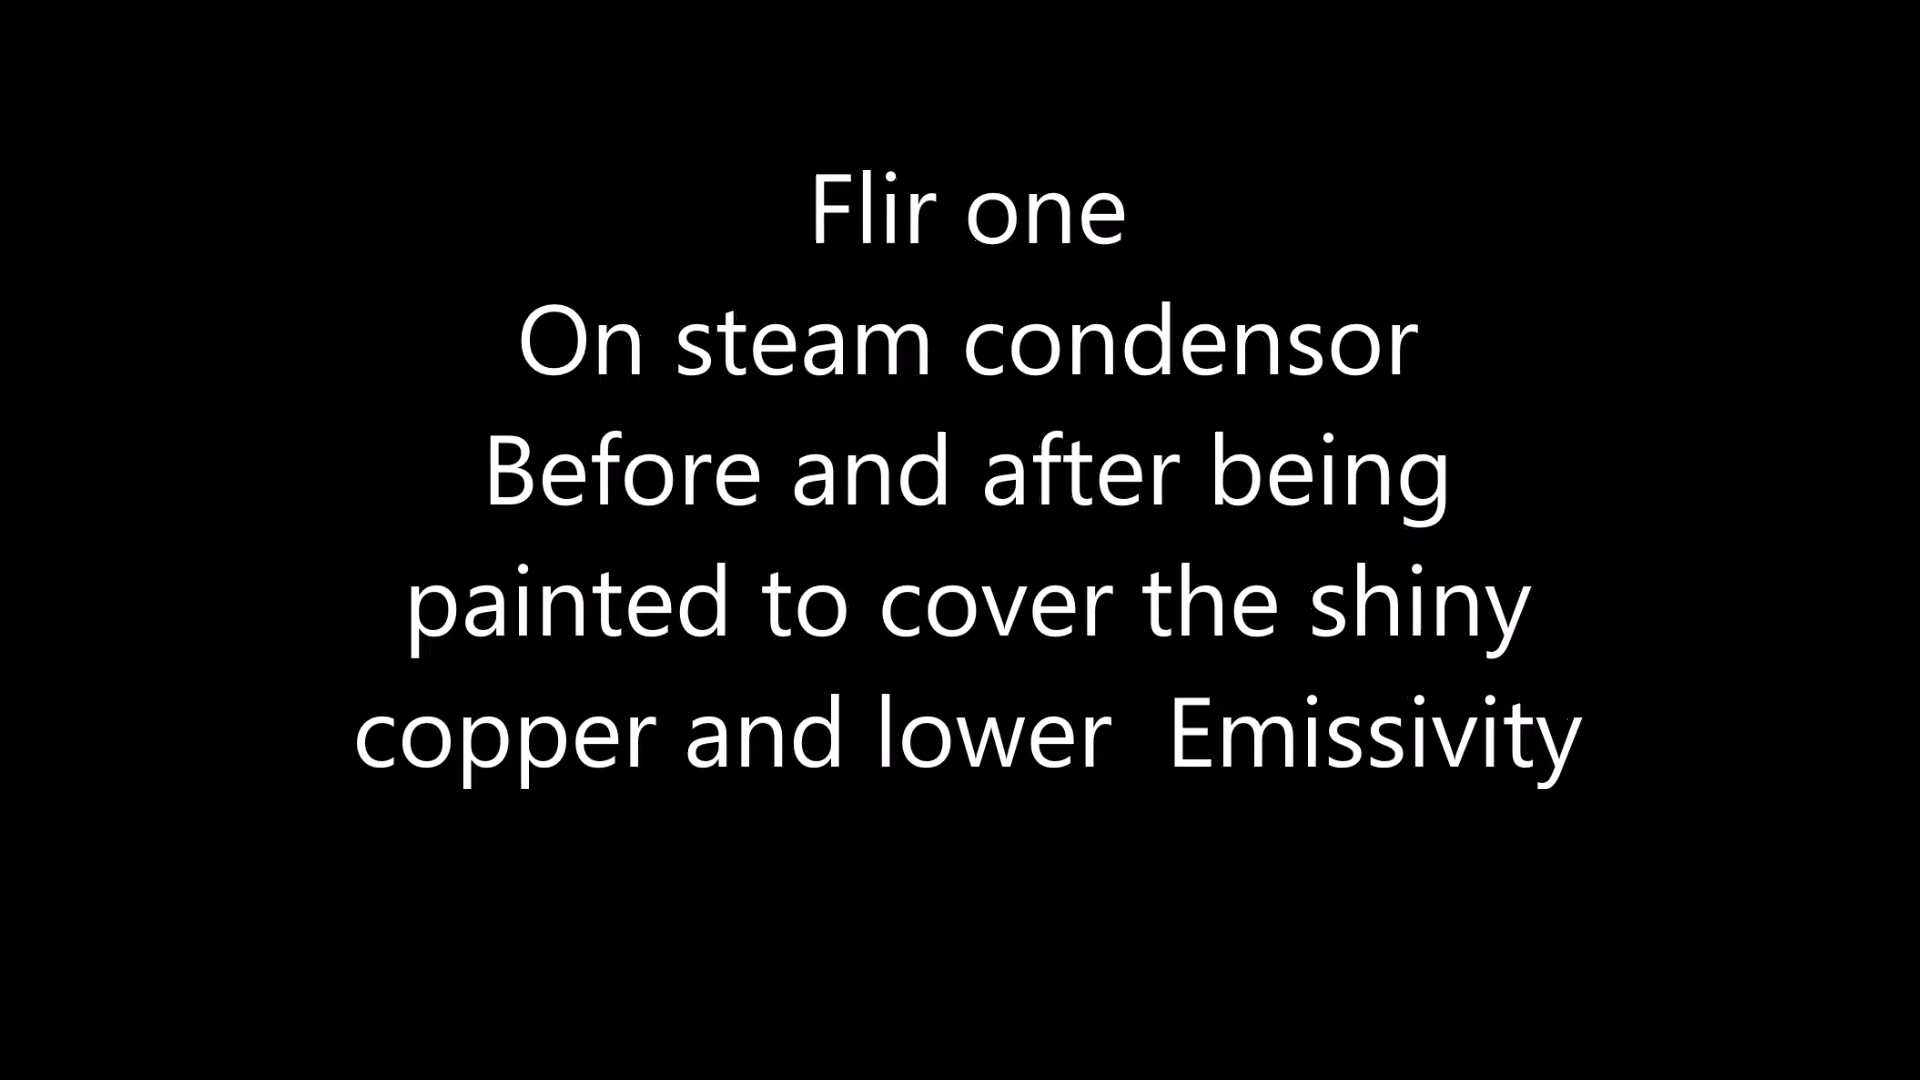 Flir one
On steam condensor
Before and after being
painted to cover the shiny
copper and lower  Emissivity